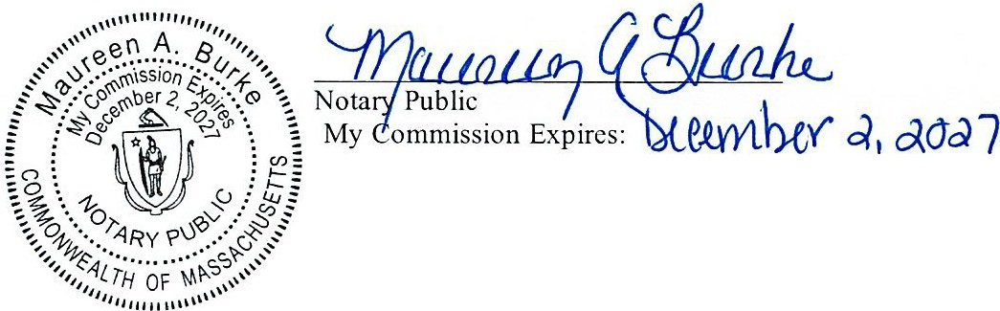 Maureen A. Burke
My Commission Expires
December 2, 2027
NOTARY PUBLIC
COMMONWEALTH OF MASSACHUSETTS
Maureen A Burke
Notary Public
My Commission Expires: December 2, 2027